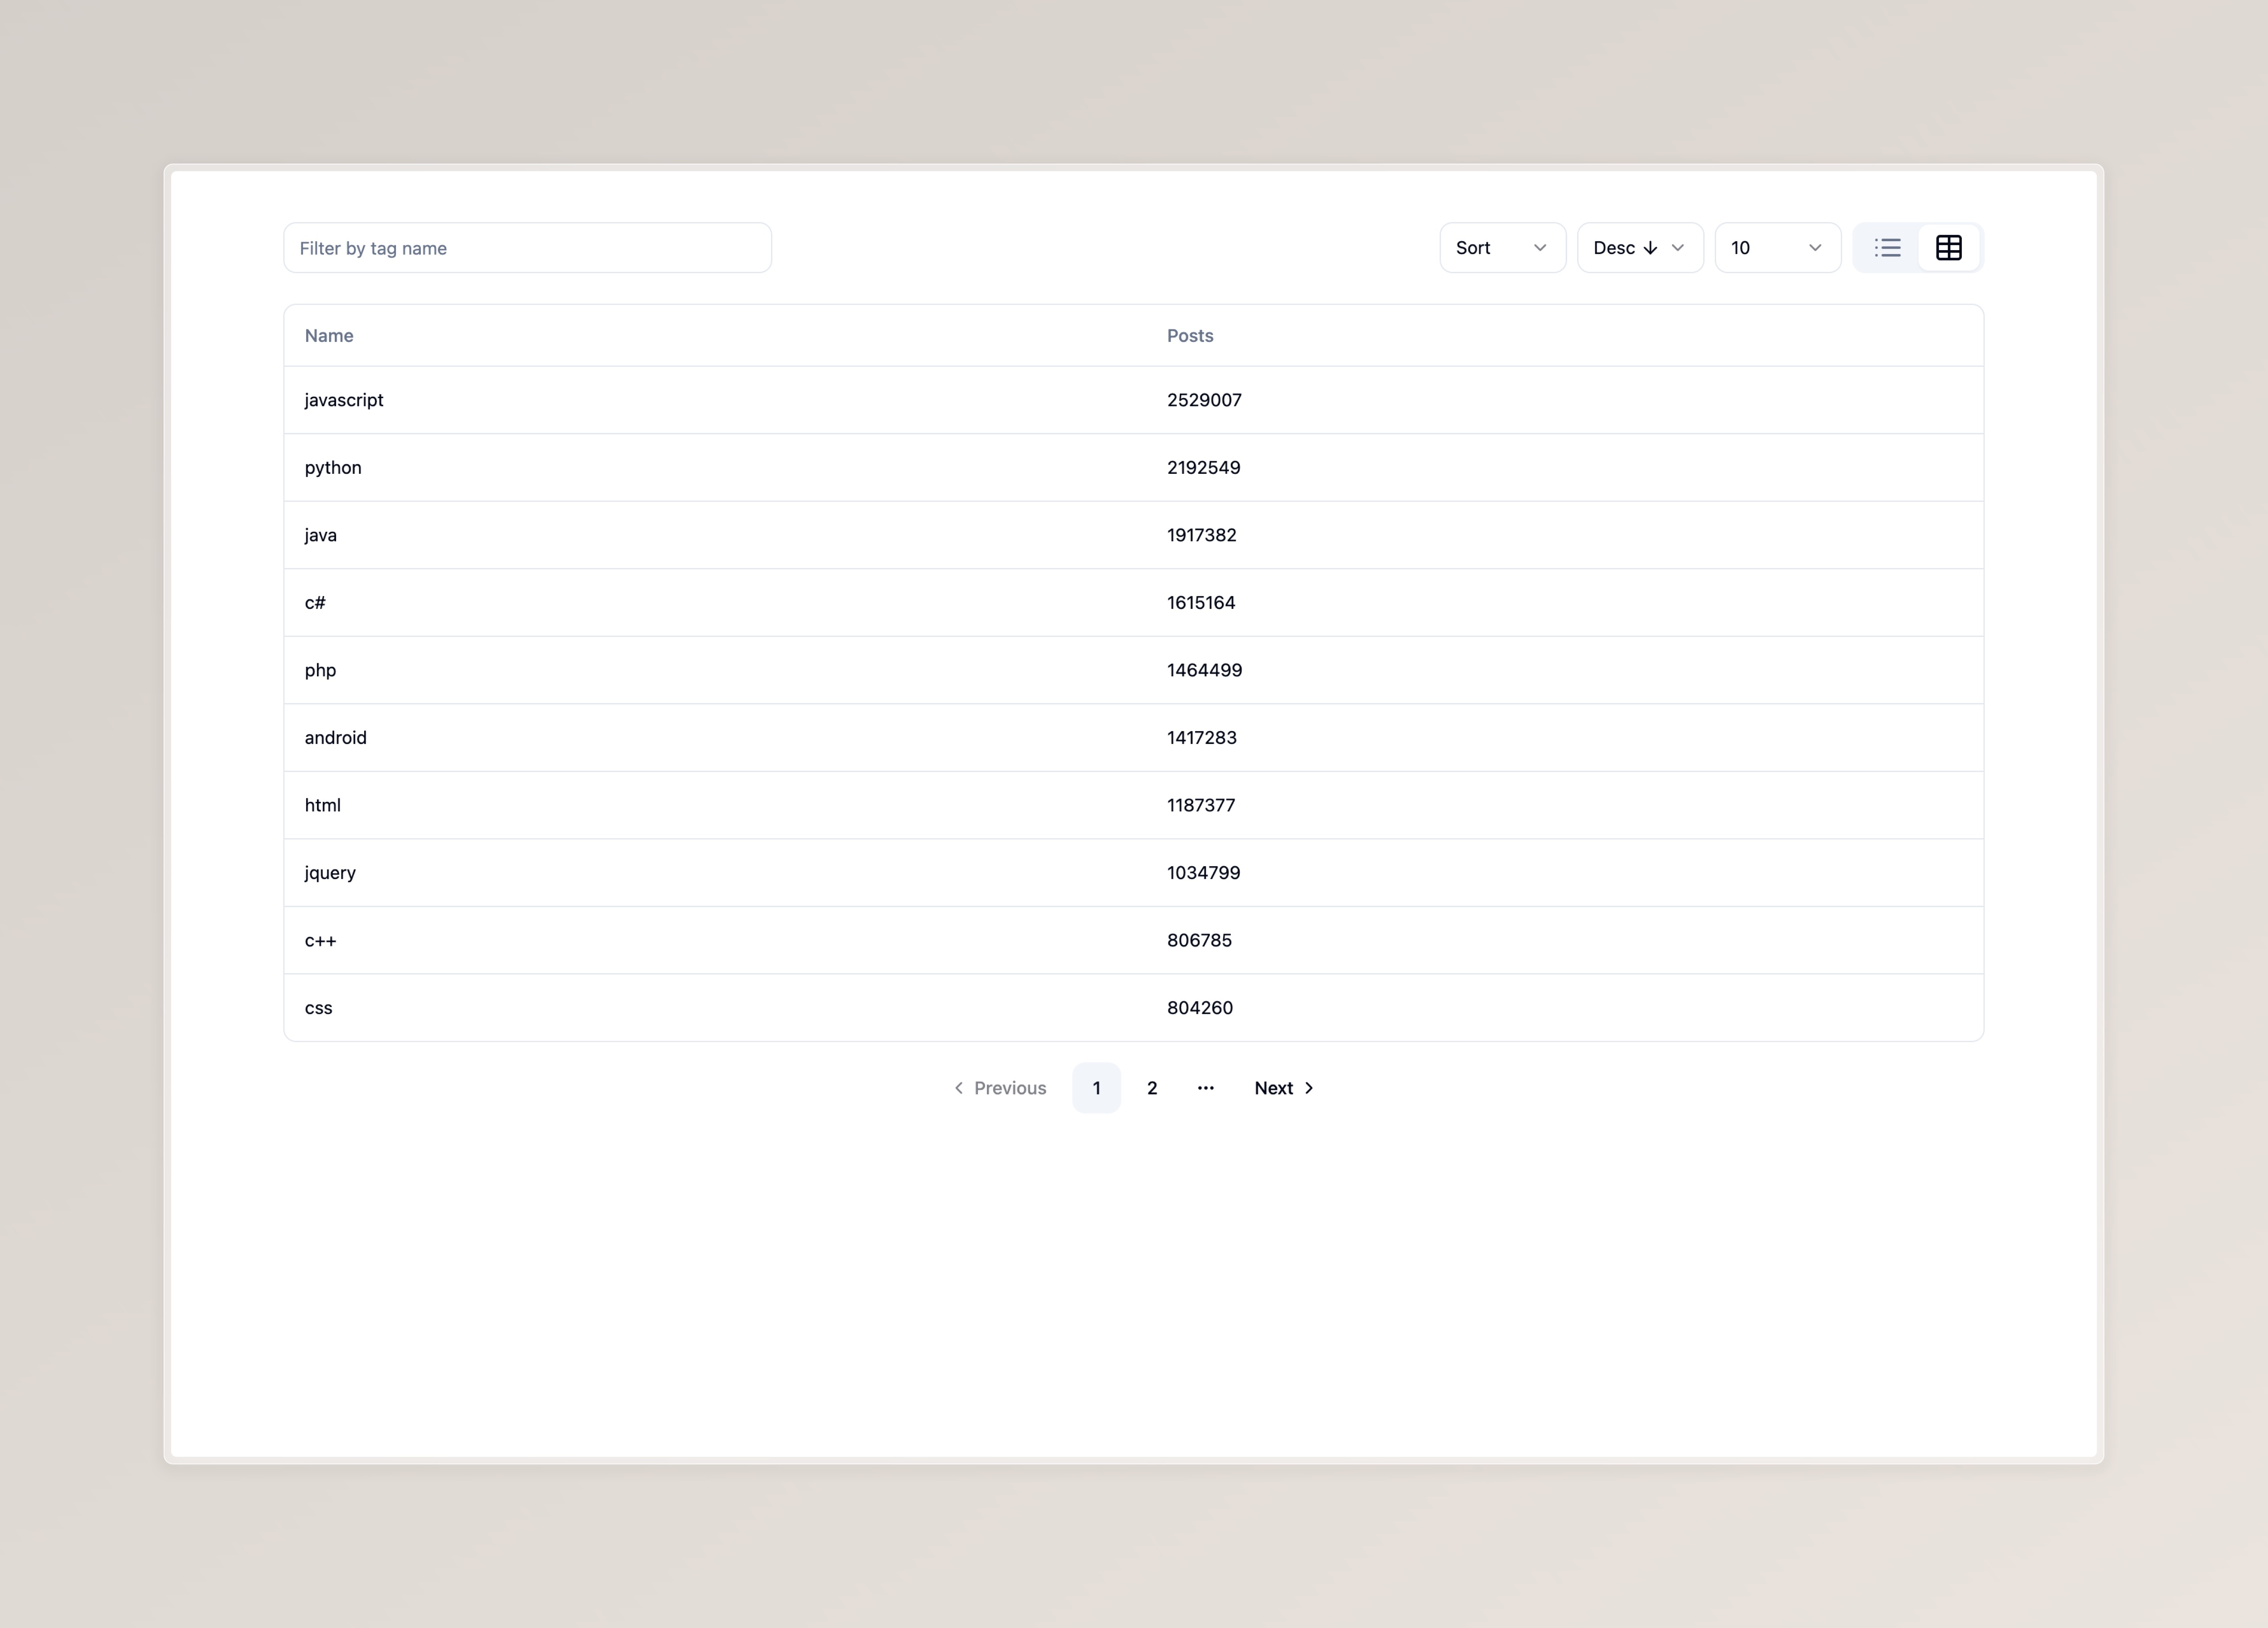 Filter by tag name
Sort Desc ↓ 10
Name Posts
javascript 2529007
python 2192549
java 1917382
c# 1615164
php 1464499
android 1417283
html 1187377
jquery 1034799
c++ 806785
css 804260
Previous 1 2 ··· Next